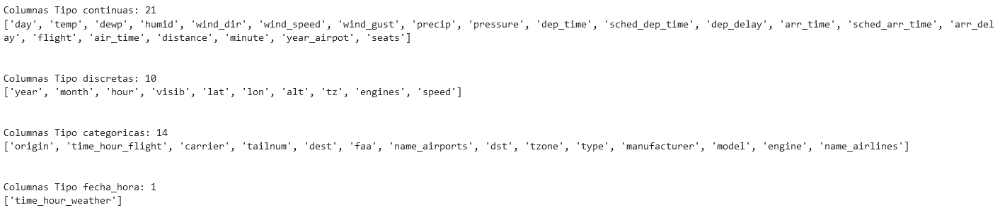 Columnas Tipo continuas: 21
['day', 'temp', 'dewp', 'humid', 'wind_dir', 'wind_speed', 'wind_gust', 'precip', 'pressure', 'dep_time', 'sched_dep_time', 'dep_delay', 'arr_time', 'sched_arr_time', 'arr_del
ay', 'flight', 'air_time', 'distance', 'minute', 'year_airpot', 'seats']
Columnas Tipo discretas: 10
['year', 'month', 'hour', 'visib', 'lat', 'lon', 'alt', 'tz', 'engines', 'speed']
Columnas Tipo categoricas: 14
['origin', 'time_hour_flight', 'carrier', 'tailnum', 'dest', 'faa', 'name_airports', 'dst', 'tzone', 'type', 'manufacturer', 'model', 'engine', 'name_airlines']
Columnas Tipo fecha_hora: 1
['time_hour_weather']